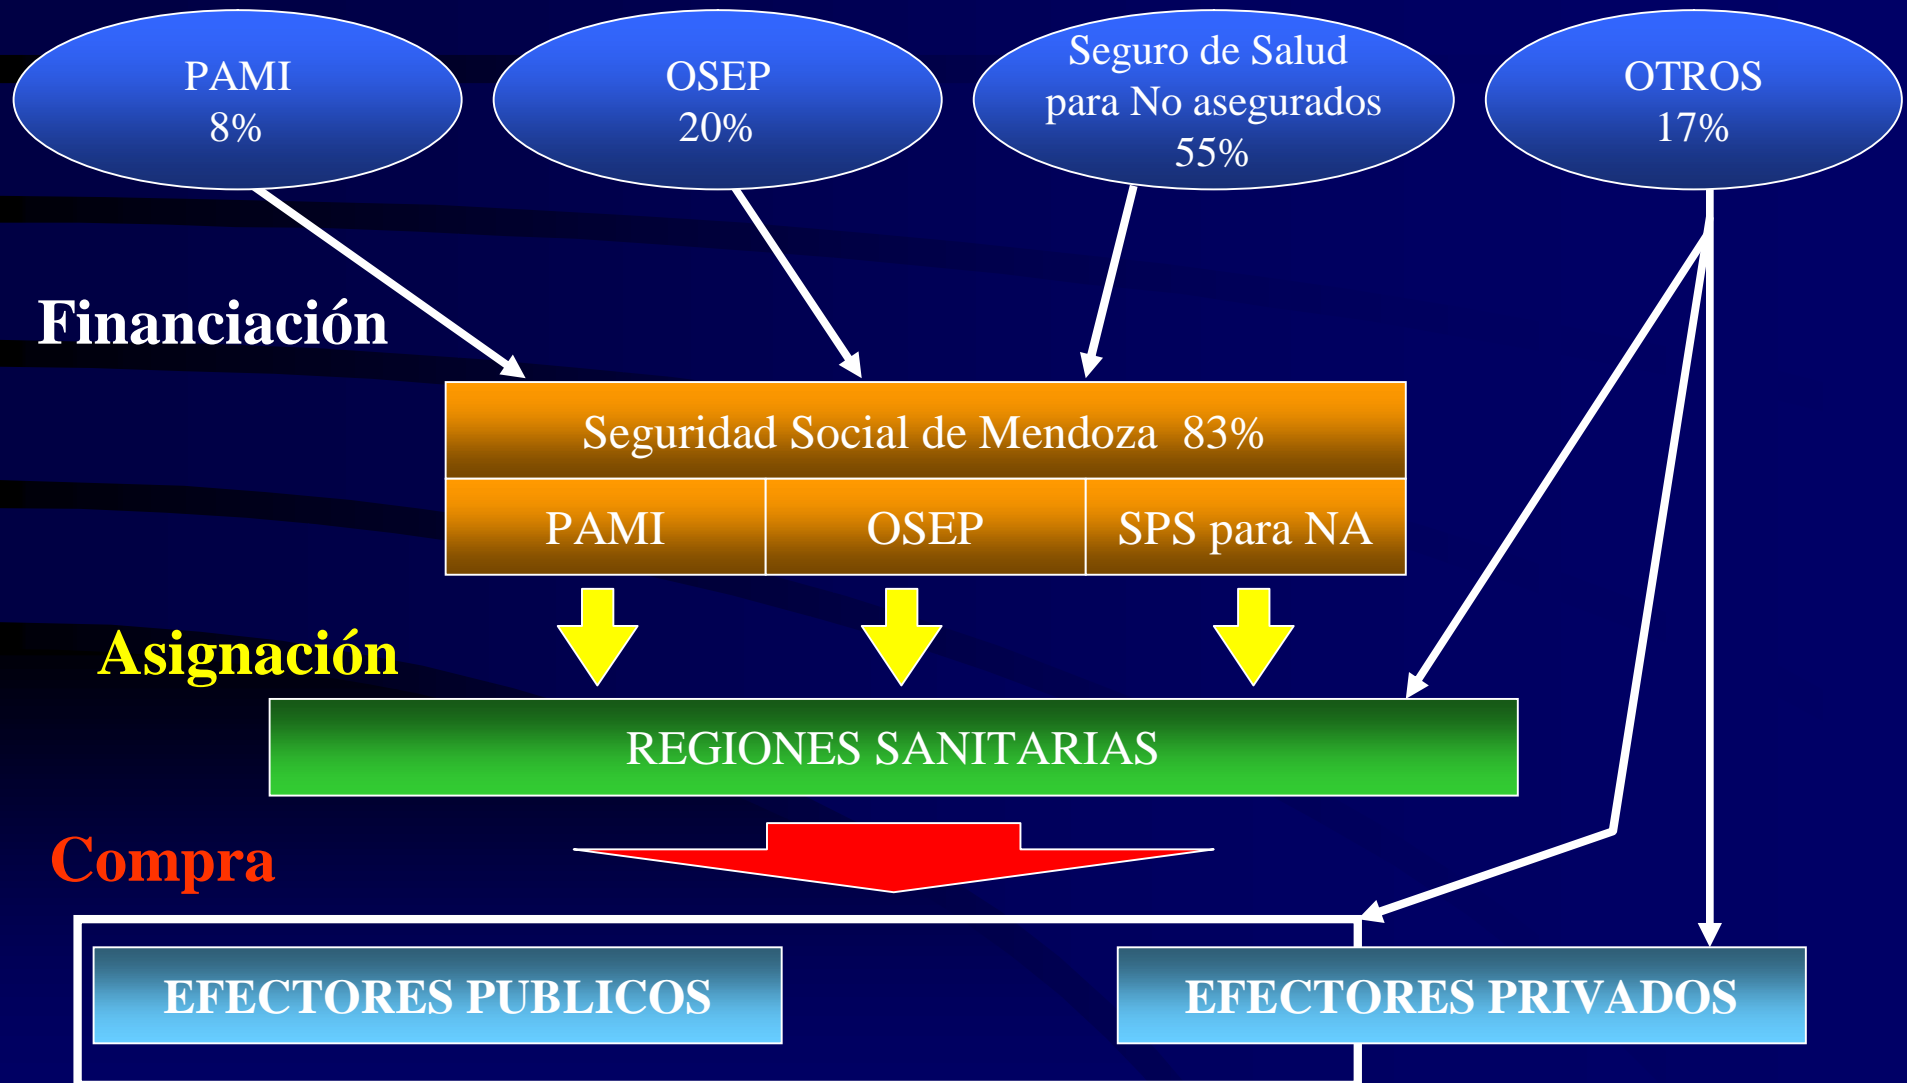 PAMI
8%
OSEP
20%
Seguro de Salud
para No asegurados
55%
OTROS
17%
Financiación
Seguridad Social de Mendoza 83%
PAMI
OSEP
SPS para NA
Asignación
REGIONES SANITARIAS
Compra
EFECTORES PUBLICOS
EFECTORES PRIVADOS